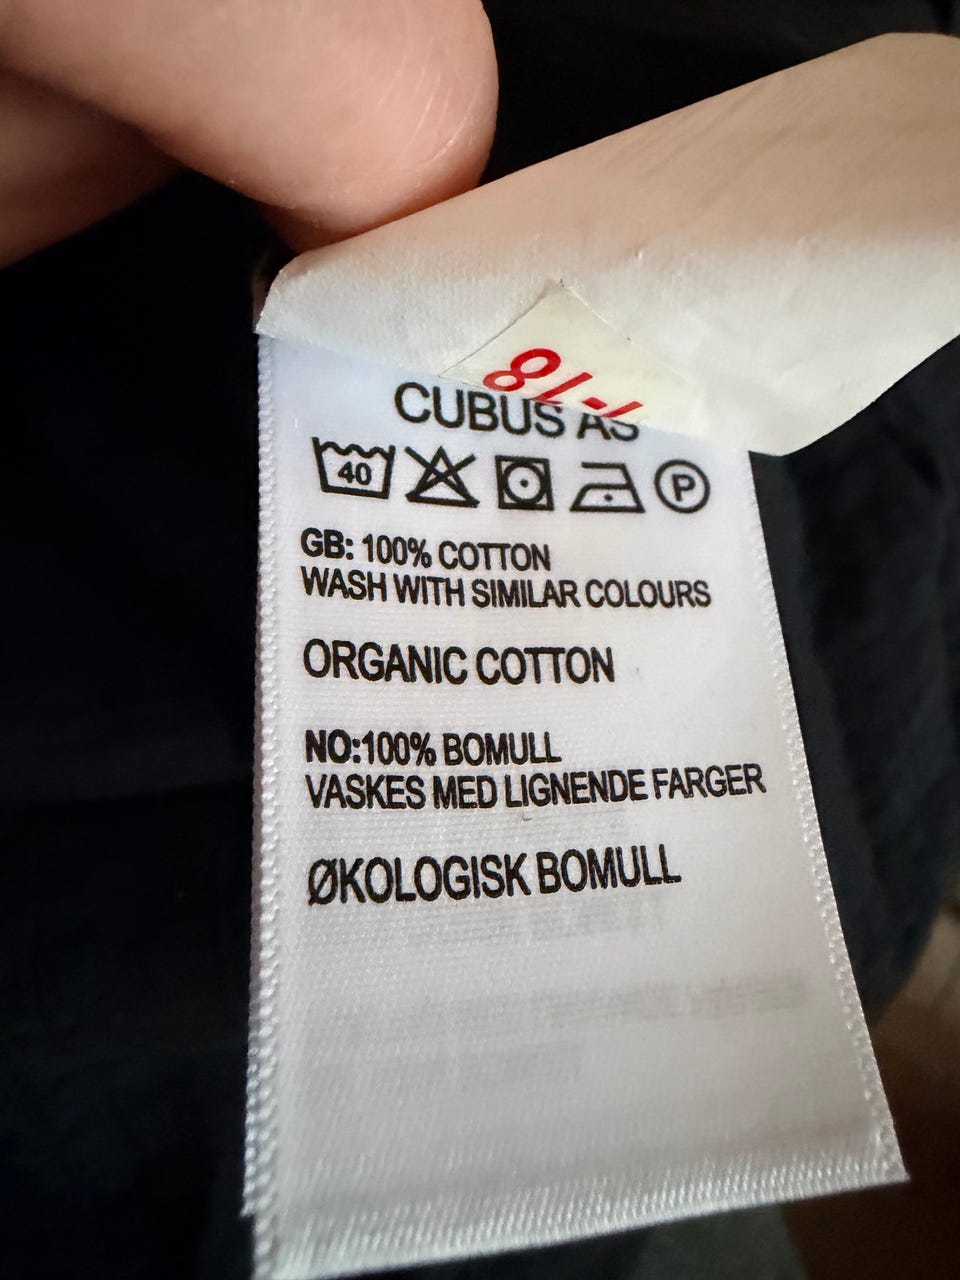 CUBUS AS
40
P
GB: 100% COTTON
WASH WITH SIMILAR COLOURS
ORGANIC COTTON
NO:100% BOMULL
VASKES MED LIGNENDE FARGER
ØKOLOGISK BOMULL